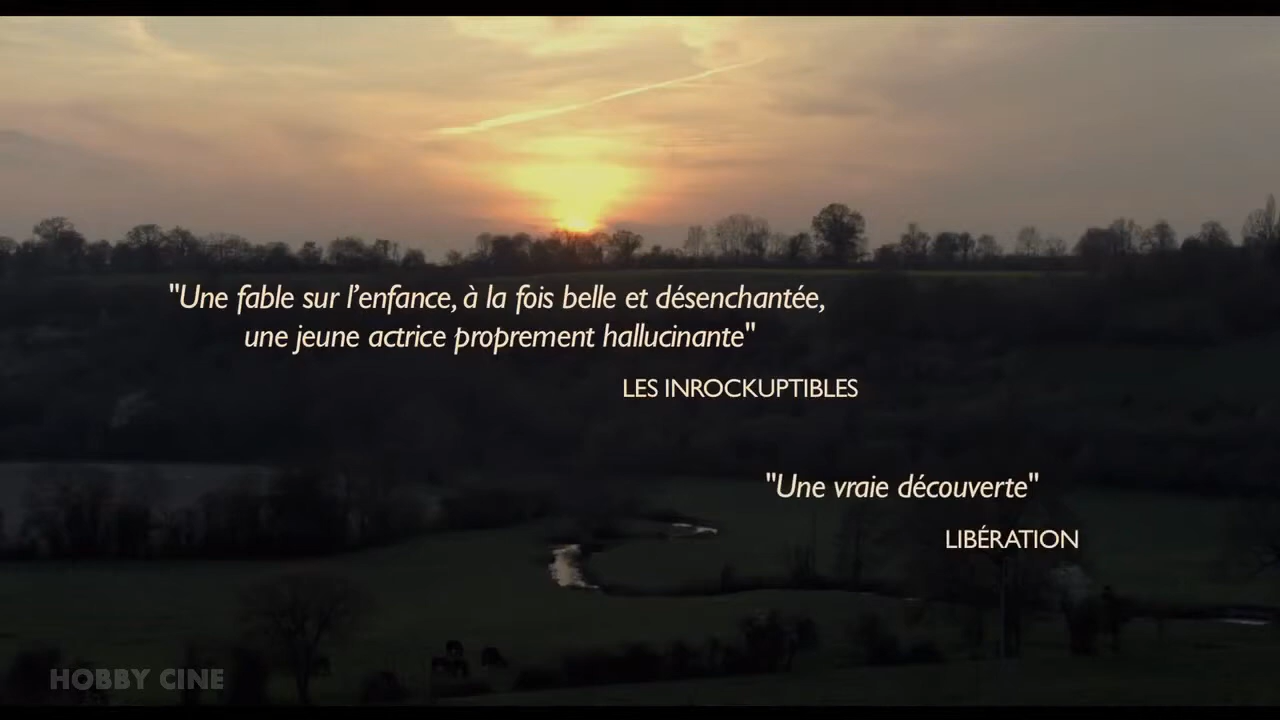 "Une fable sur l’enfance, à la fois belle et désenchantée,
une jeune actrice proprement hallucinante"
LES INROCKUPTIBLES
"Une vraie découverte"
LIBÉRATION
HOBBY CINE